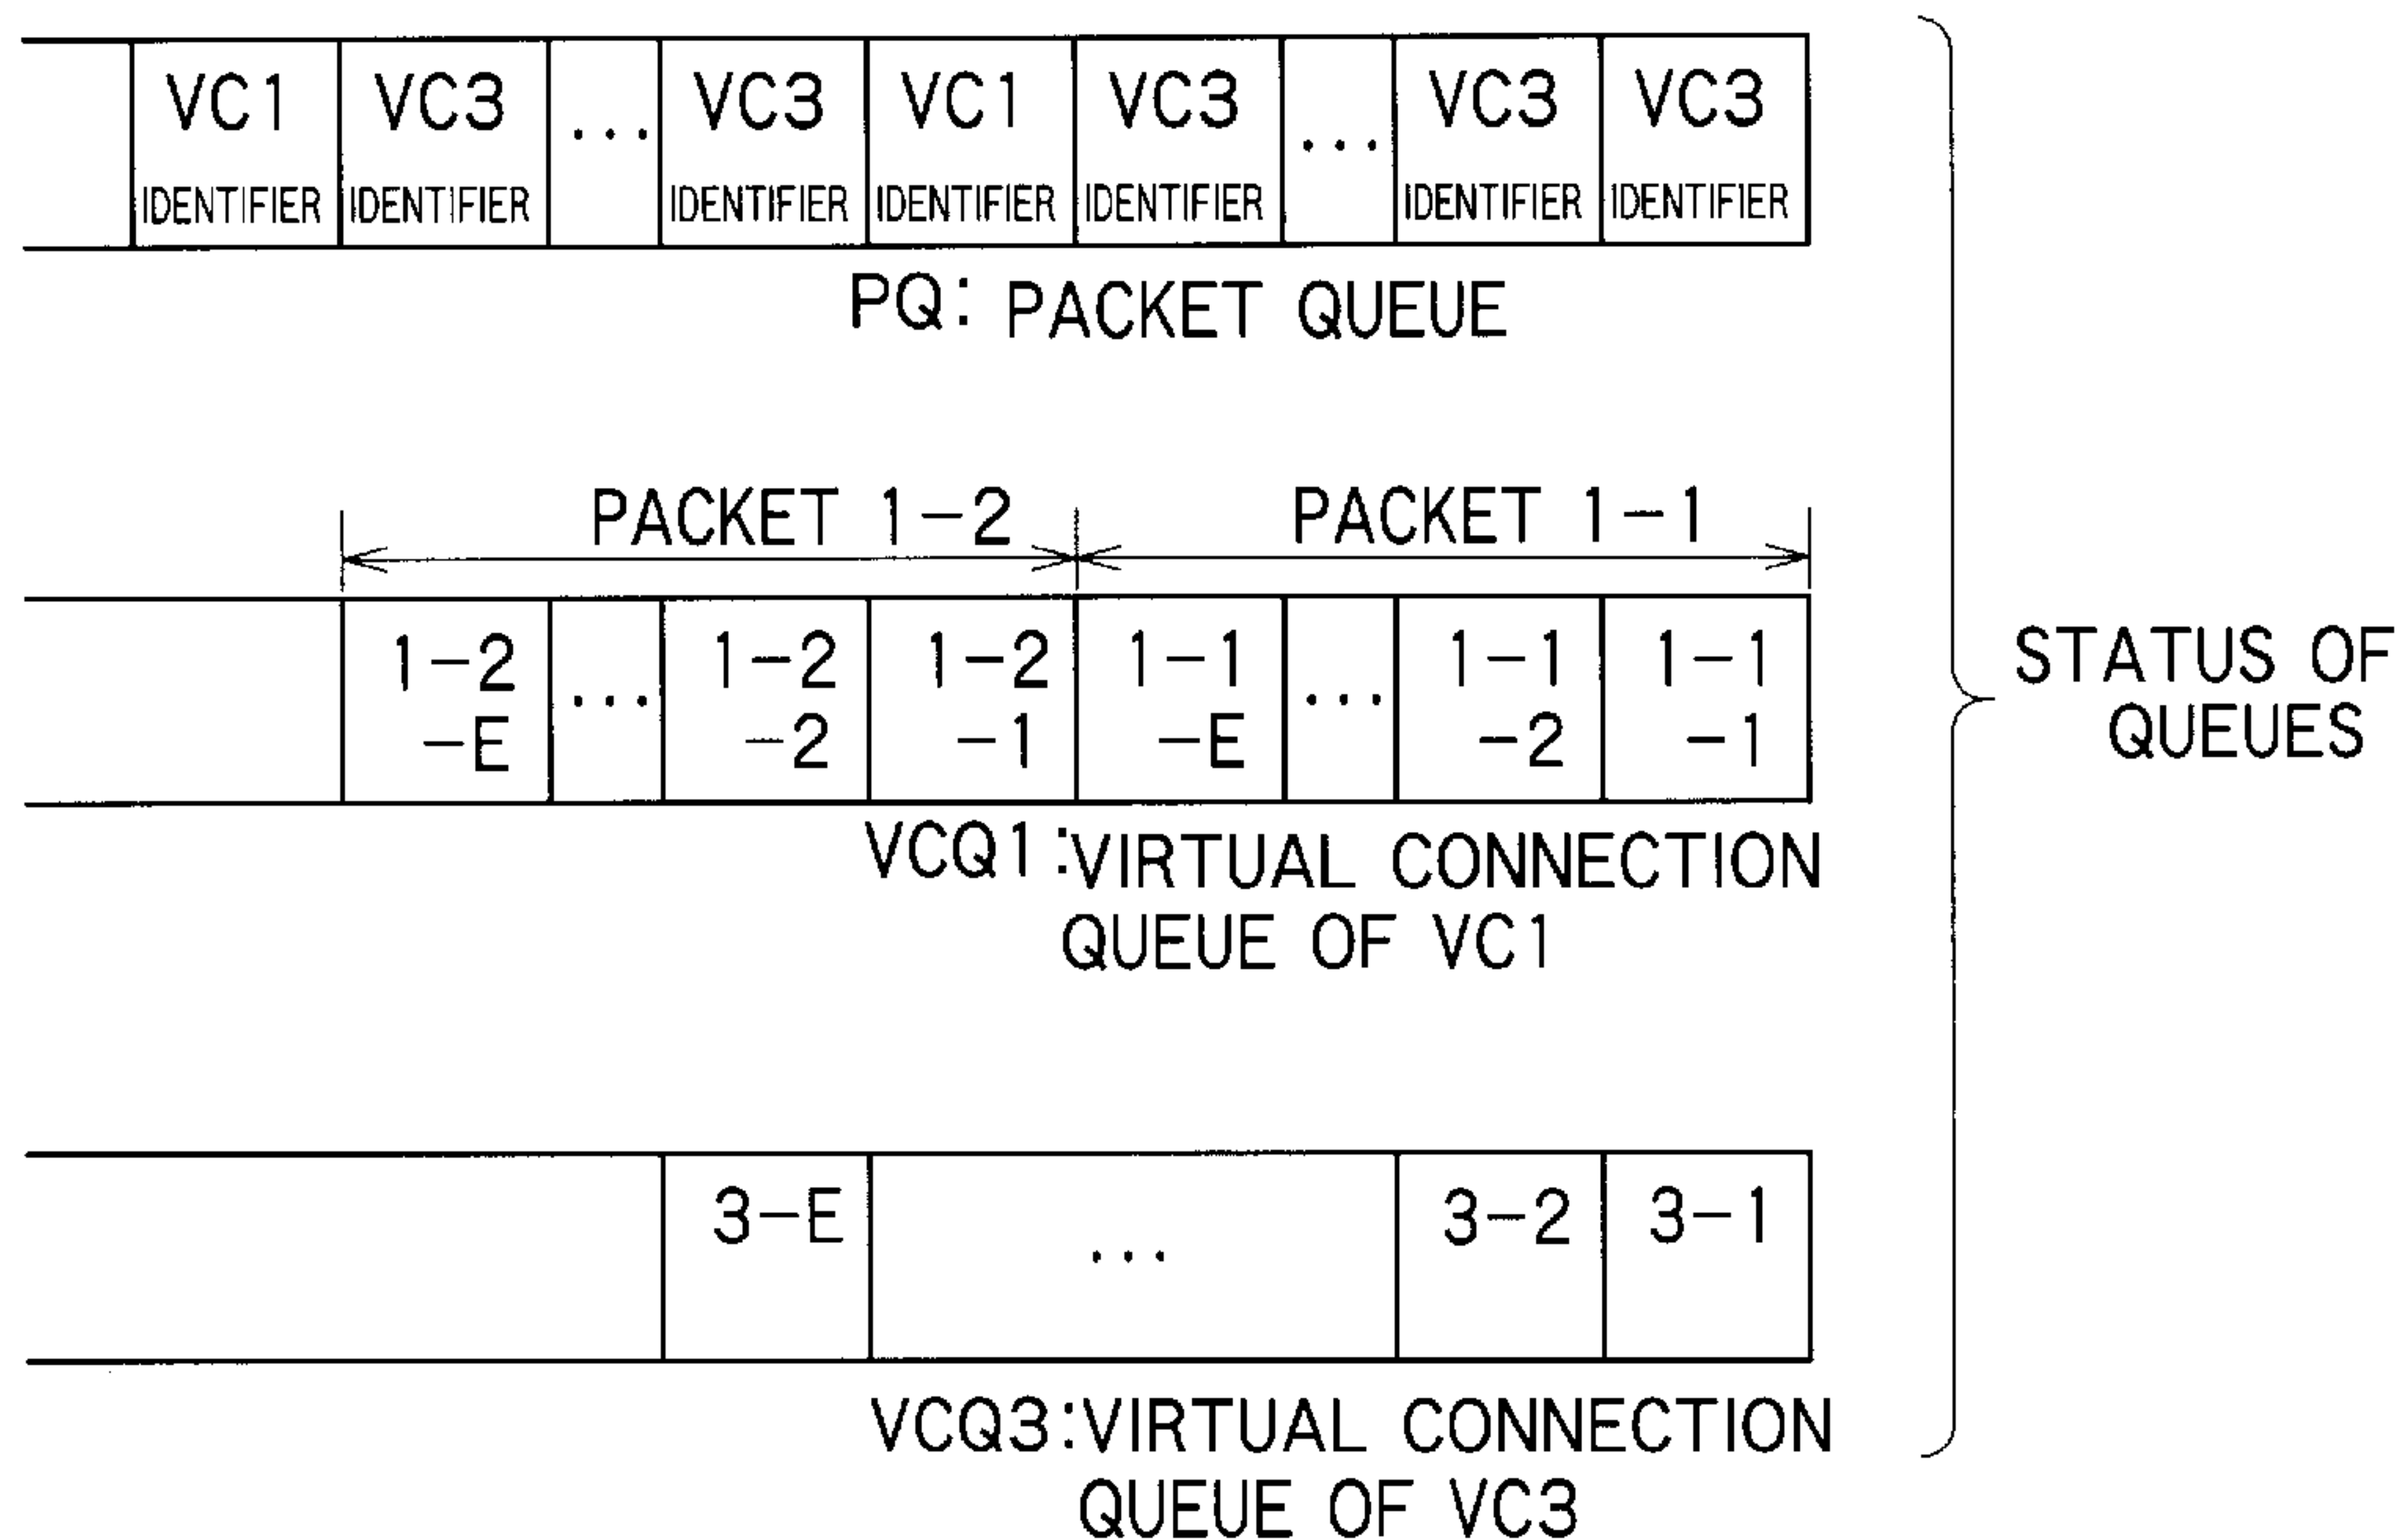 VC1 VC3 ... VC3 VC1 VC3 ... VC3 VC3
IDENTIFIER IDENTIFIER IDENTIFIER IDENTIFIER IDENTIFIER IDENTIFIER IDENTIFIER
PQ: PACKET QUEUE
PACKET 1-2 PACKET 1-1
1-2 ... 1-2 1-2 1-1 ... 1-1 1-1
-E -2 -1 -E -2 -1
VCQ1:VIRTUAL CONNECTION
QUEUE OF VC1
STATUS OF
QUEUES
3-E ... 3-2 3-1
VCQ3:VIRTUAL CONNECTION
QUEUE OF VC3